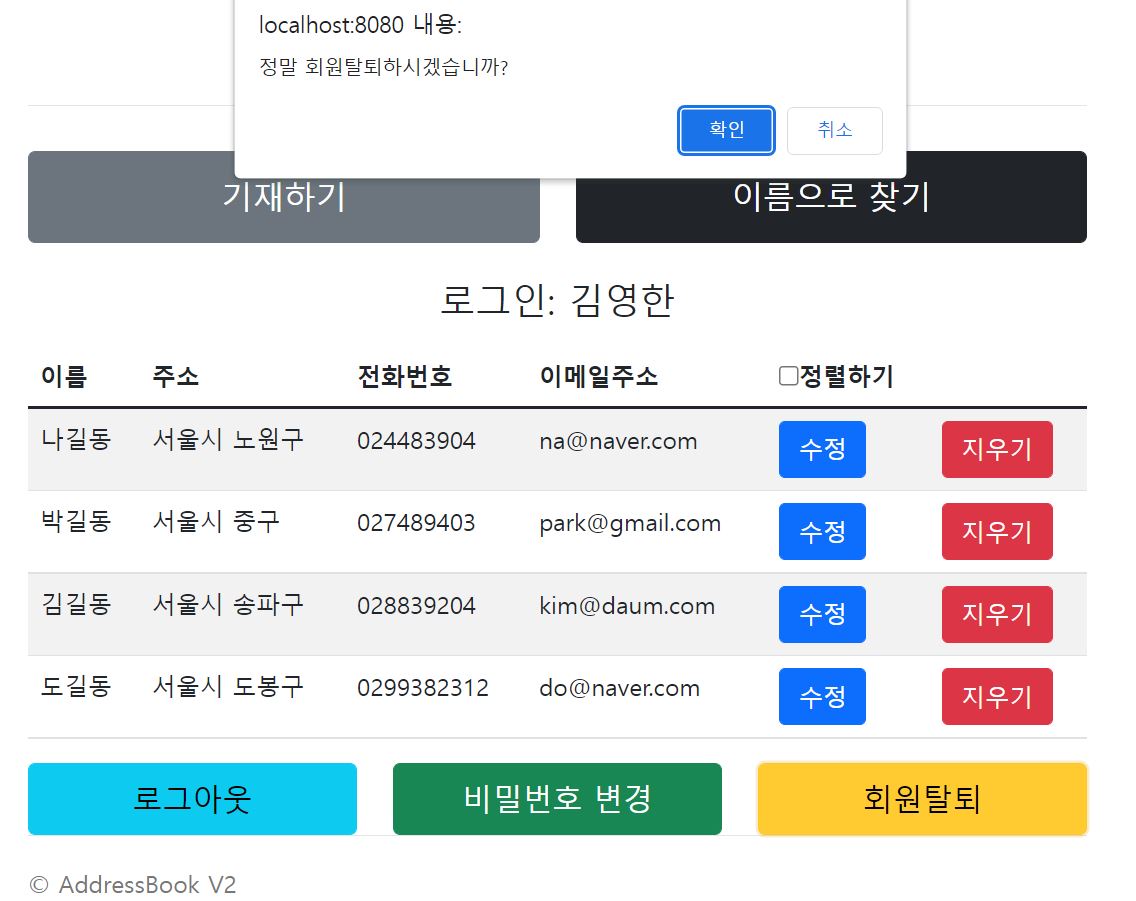 localhost:8080 내용:
정말 회원탈퇴하시겠습니까?
확인 취소
기재하기 이름으로 찾기
로그인: 김영한
이름 주소 전화번호 이메일주소 정렬하기
나길동 서울시 노원구 024483904 na@naver.com 수정 지우기
박길동 서울시 중구 027489403 park@gmail.com 수정 지우기
김길동 서울시 송파구 028839204 kim@daum.com 수정 지우기
도길동 서울시 도봉구 0299382312 do@naver.com 수정 지우기
로그아웃 비밀번호 변경 회원탈퇴
© AddressBook V2